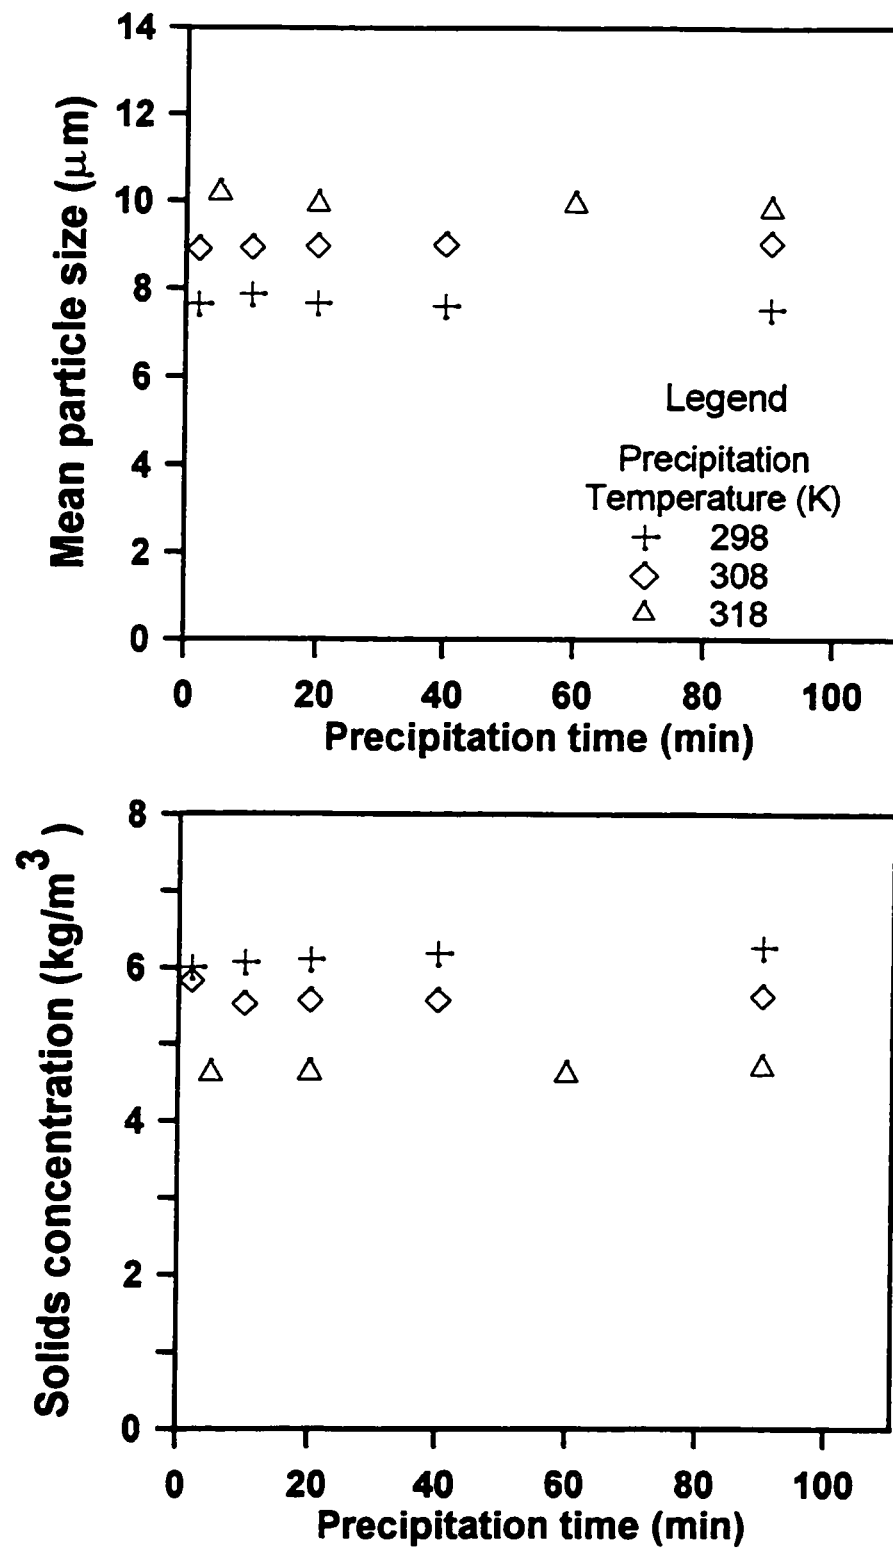 14
12
10
8
6
4
2
0
Mean particle size (μm)
Legend
Precipitation
Temperature (K)
298
308
318
0 20 40 60 80 100
Precipitation time (min)
8
6
4
2
0
Solids concentration (kg/m³)
0 20 40 60 80 100
Precipitation time (min)